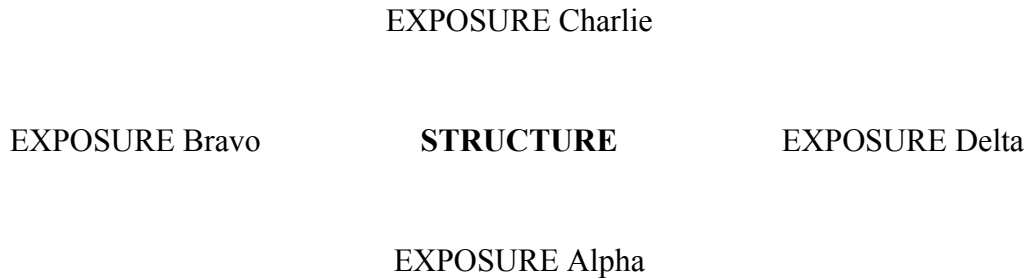 EXPOSURE Charlie
EXPOSURE Bravo STRUCTURE EXPOSURE Delta
EXPOSURE Alpha